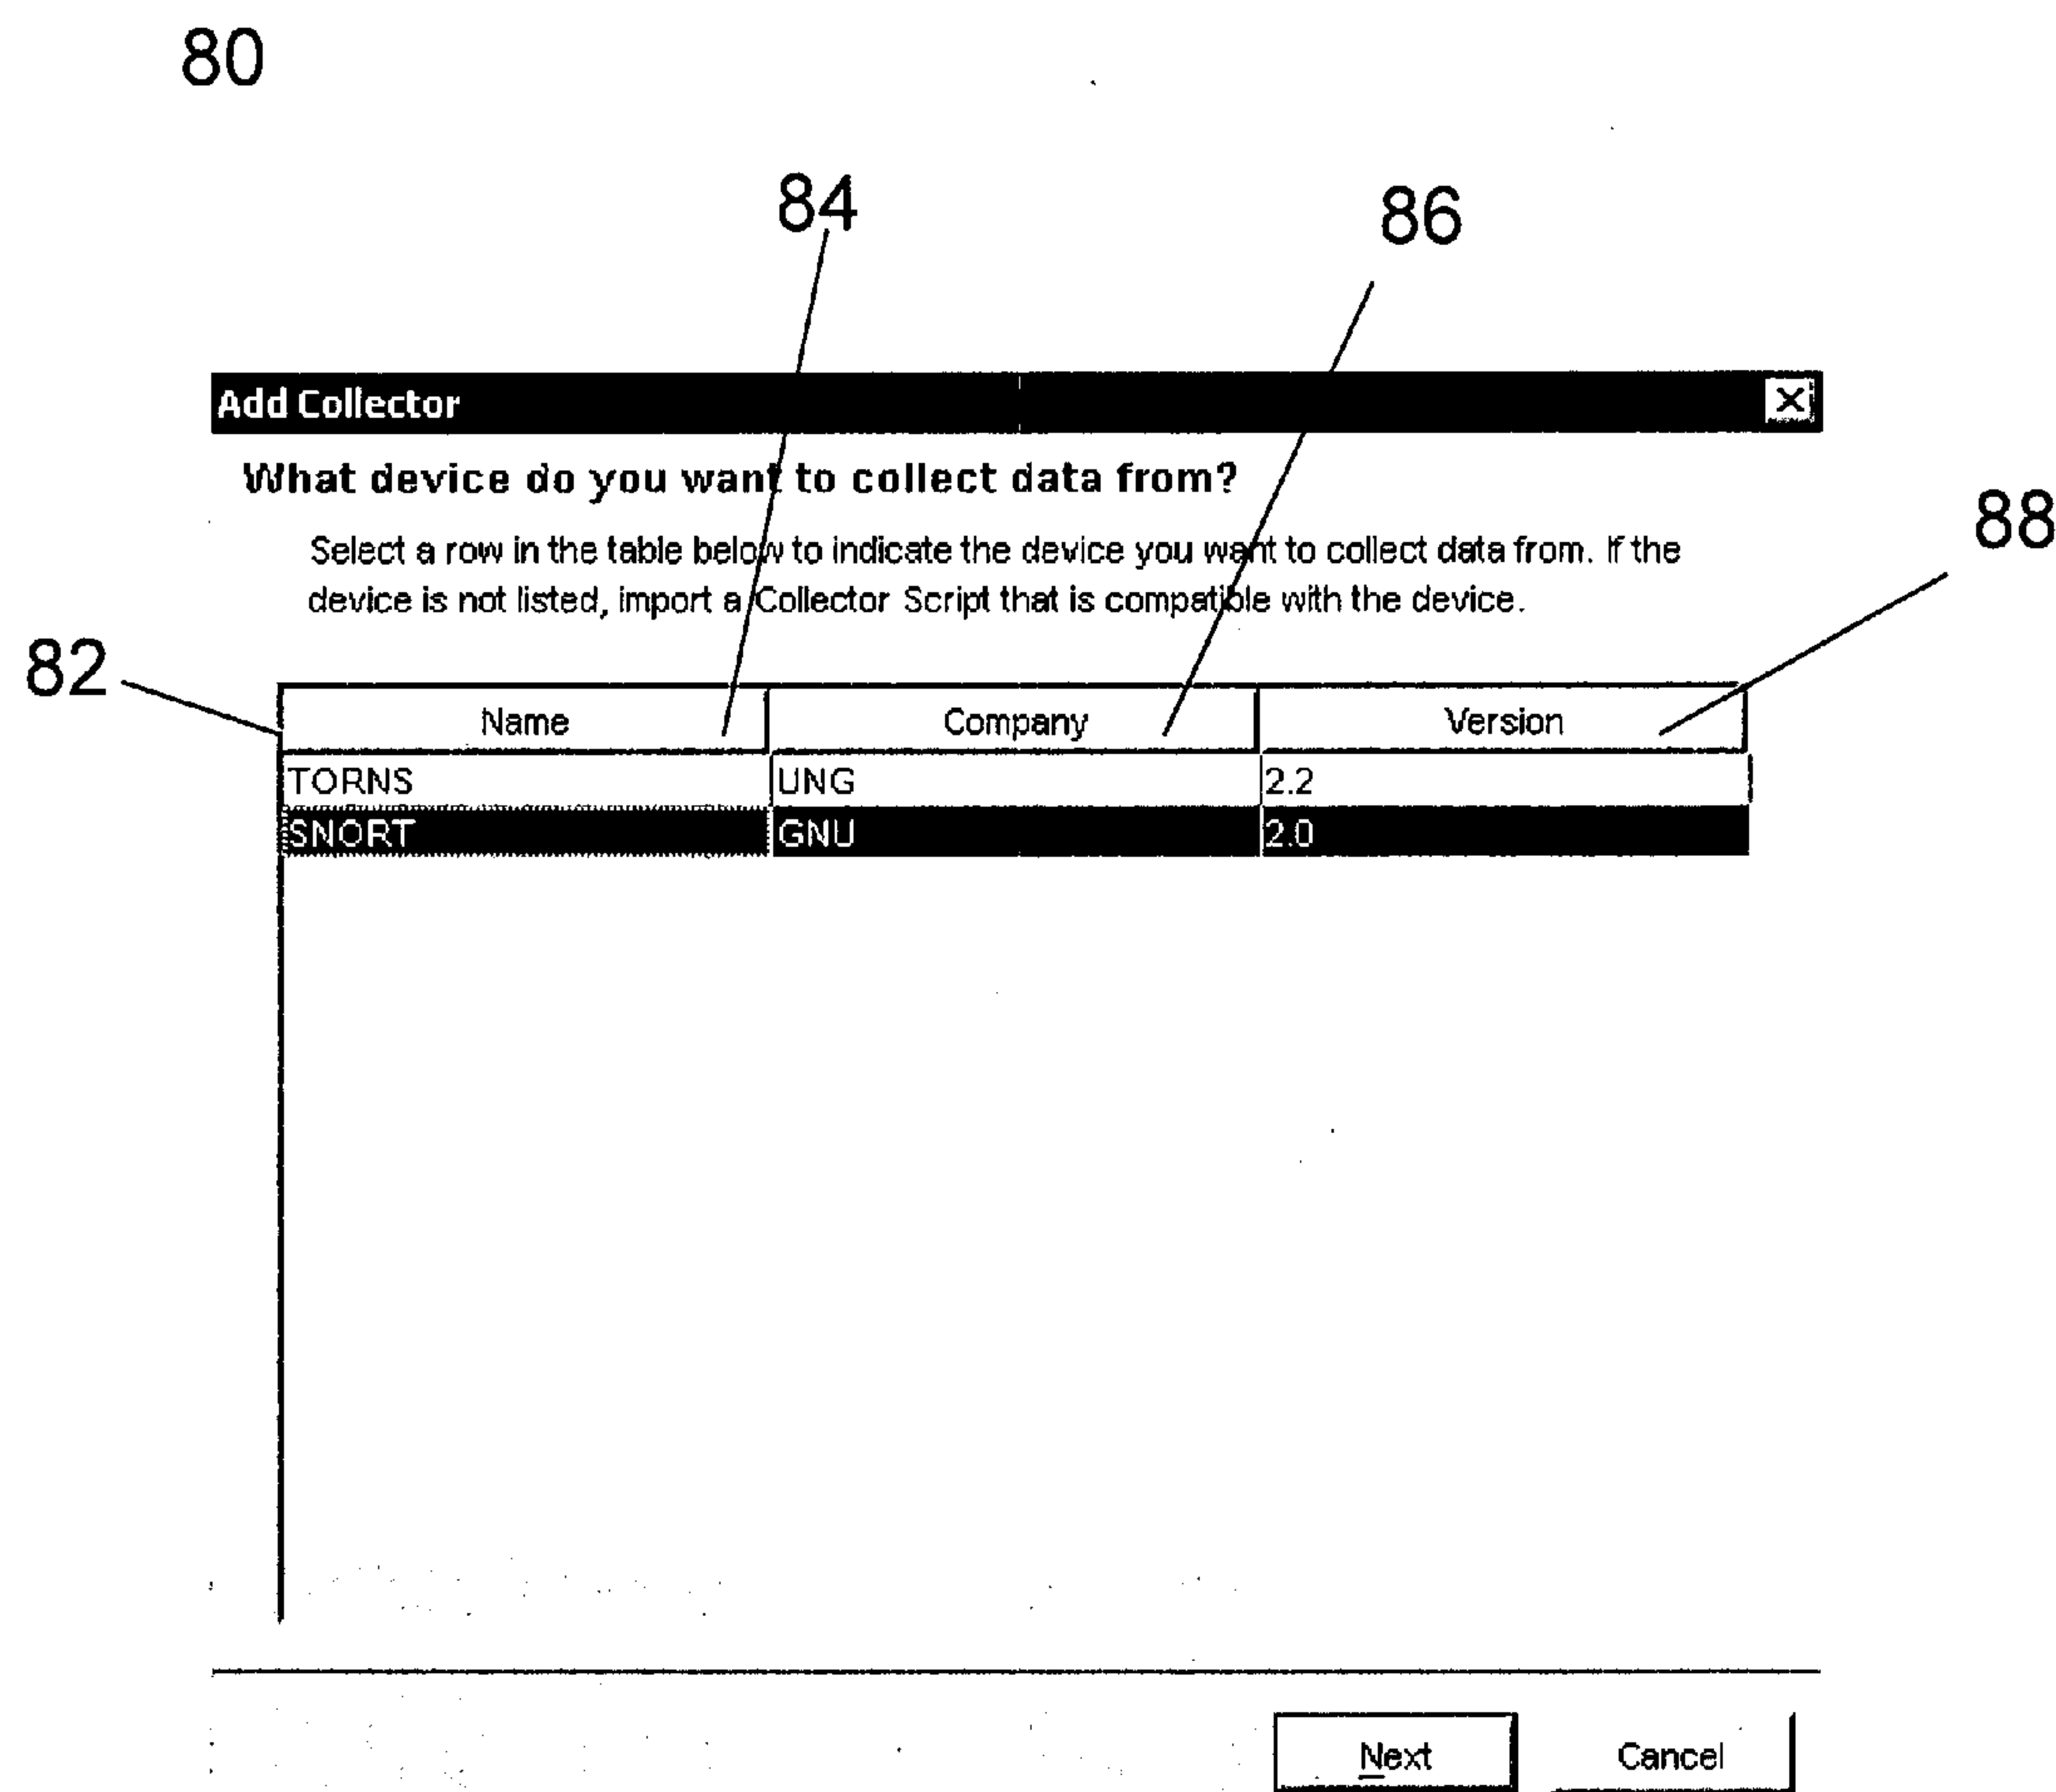 80
84
86
Add Collector
What device do you want to collect data from?
88
Select a row in the table below to indicate the device you want to collect data from. If the
device is not listed, import a Collector Script that is compatible with the device.
82
Name Company Version
TORNS UNG 2.2
SNORT GNU 2.0
Next Cancel